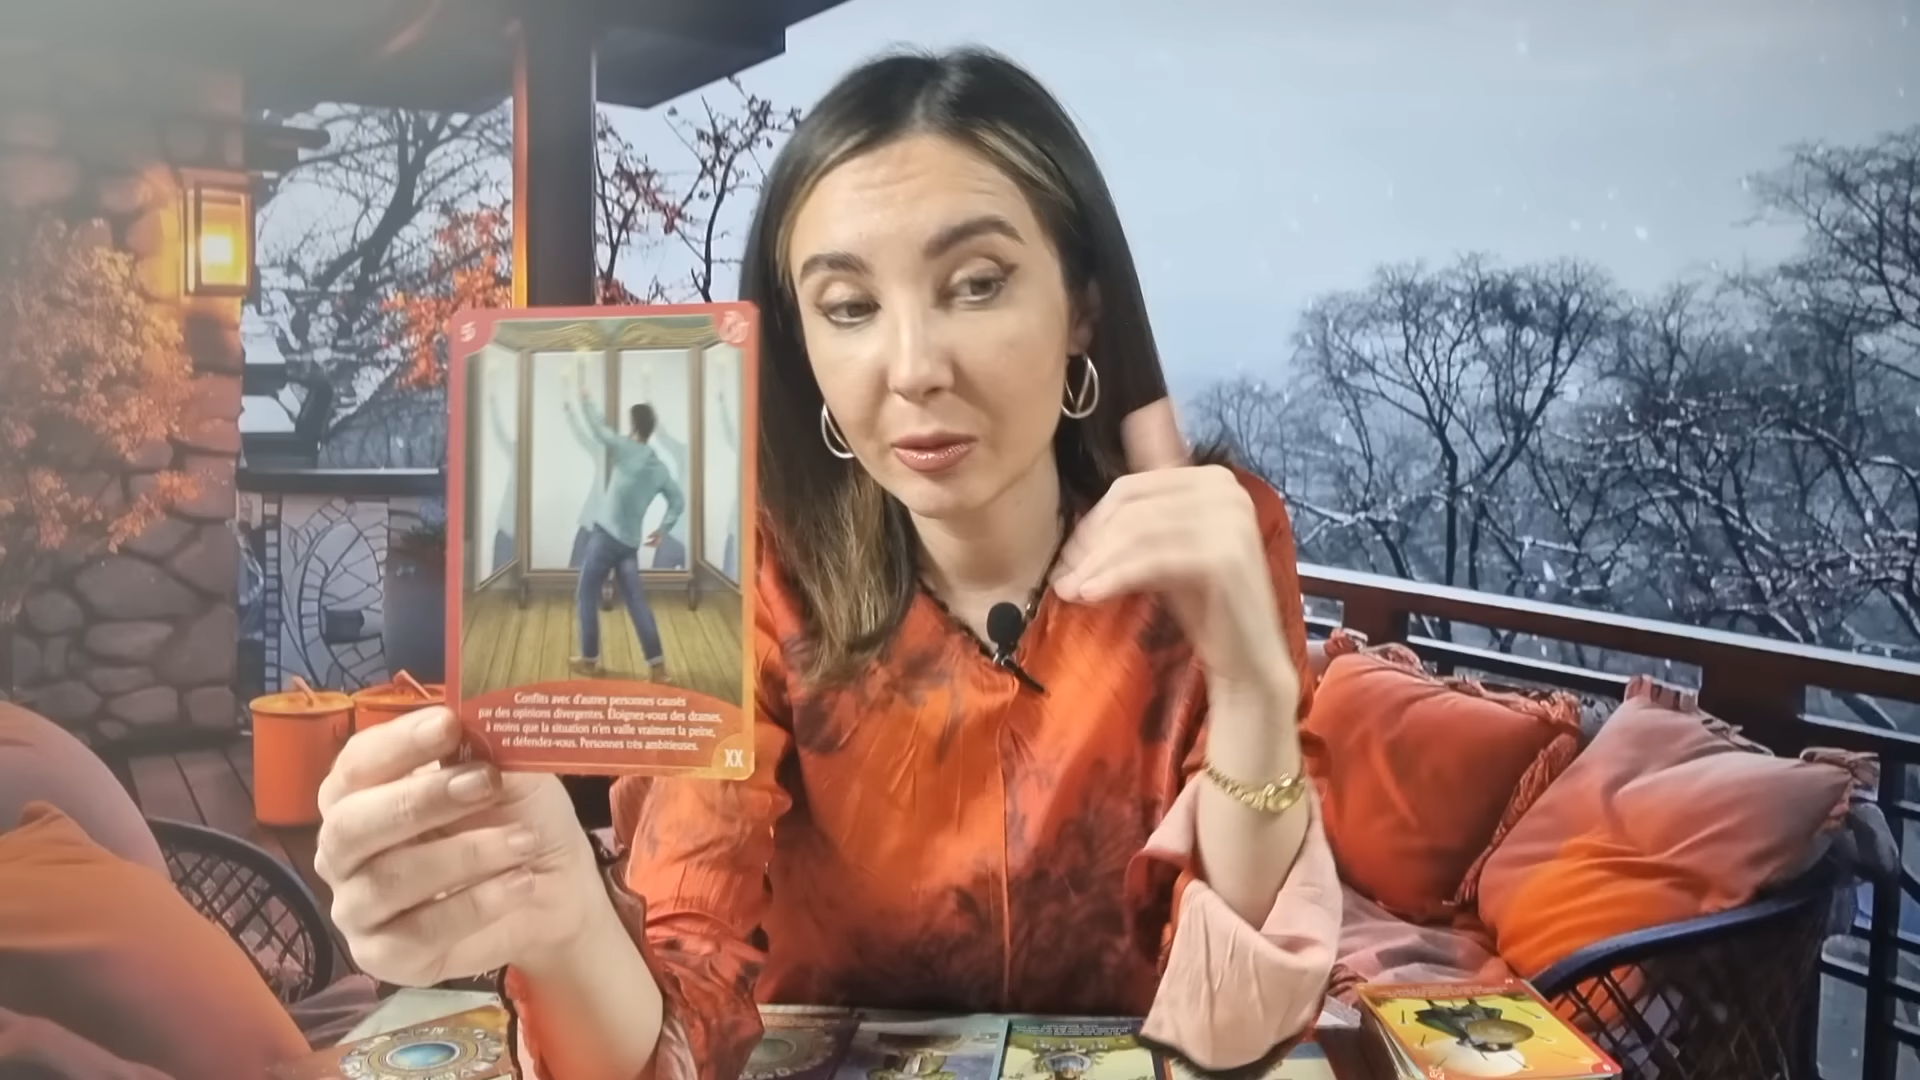 5
Conflits avec d'autres personnes causés
par des opinions divergentes. Éloignez-vous des drames,
à moins que la situation n'en vaille vraiment la peine,
et défendez-vous. Personnes très ambitieuses.
XX